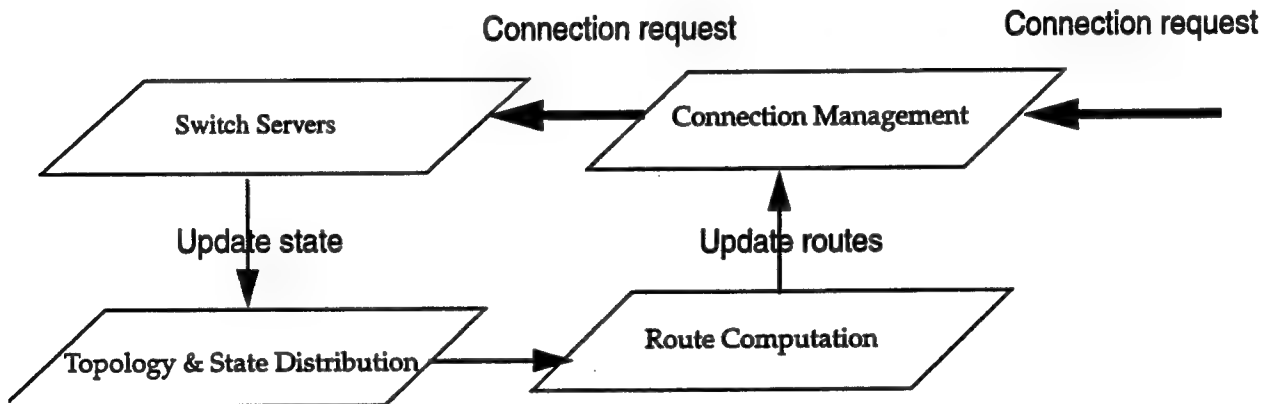 Connection request
Connection request
Switch Servers
Connection Management
Update state
Update routes
Topology & State Distribution
Route Computation